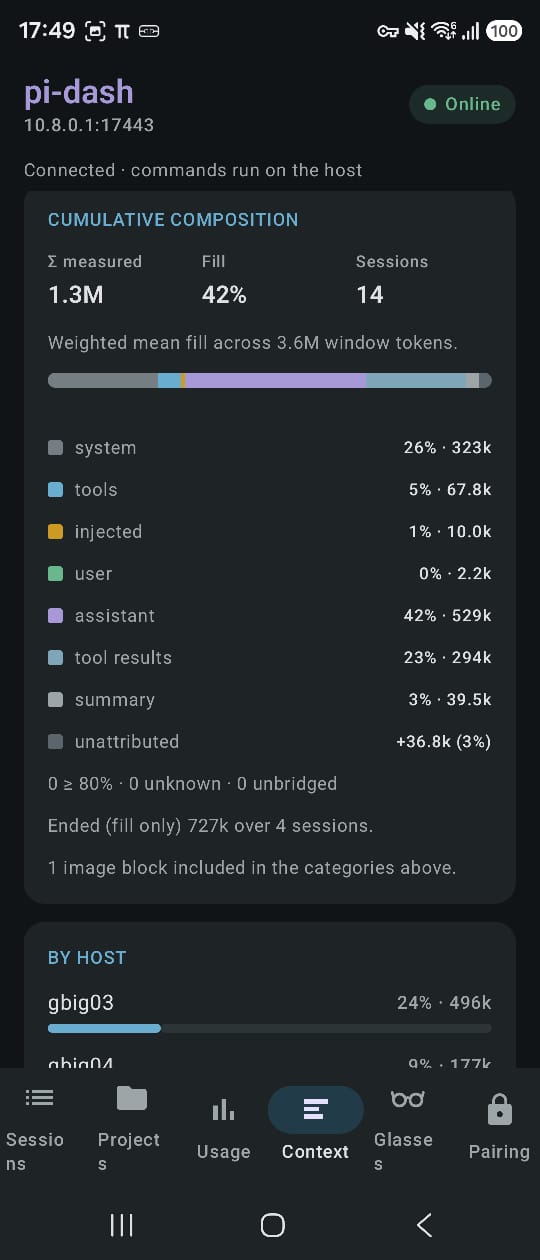 17:49 π 6 100
pi-dash
10.8.0.1:17443
Online
Connected · commands run on the host
CUMULATIVE COMPOSITION
Σ measured Fill Sessions
1.3M 42% 14
Weighted mean fill across 3.6M window tokens.
system 26% · 323k
tools 5% · 67.8k
injected 1% · 10.0k
user 0% · 2.2k
assistant 42% · 529k
tool results 23% · 294k
summary 3% · 39.5k
unattributed +36.8k (3%)
0 ≥ 80% · 0 unknown · 0 unbridged
Ended (fill only) 727k over 4 sessions.
1 image block included in the categories above.
BY HOST
gbig03 24% · 496k
gbig04 9% · 177k
Sessio
ns
Project
s
Usage
Context
Glasse
s
Pairing